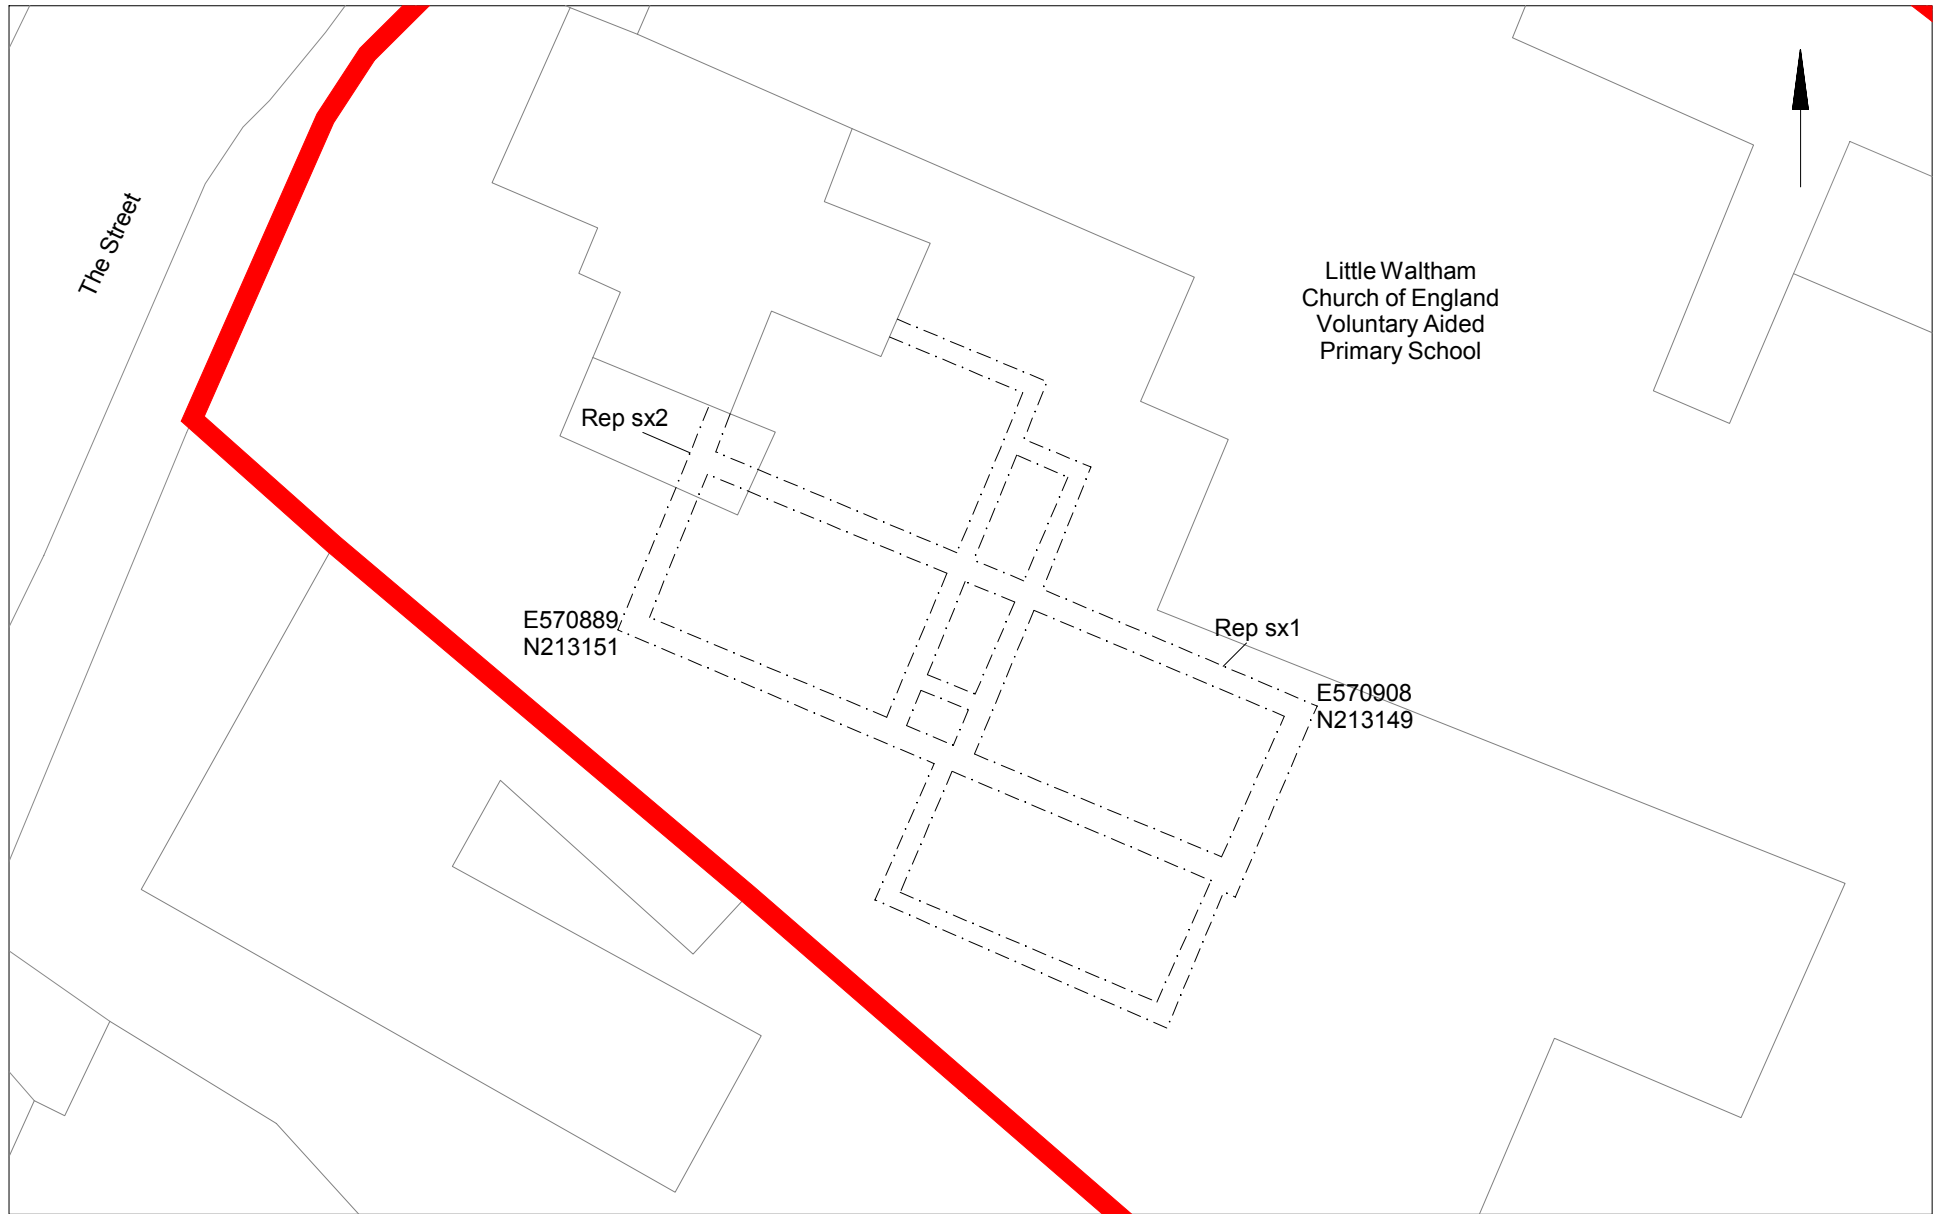 The Street
Little Waltham
Church of England
Voluntary Aided
Primary School
Rep sx2
E570889
N213151
Rep sx1
E570908
N213149